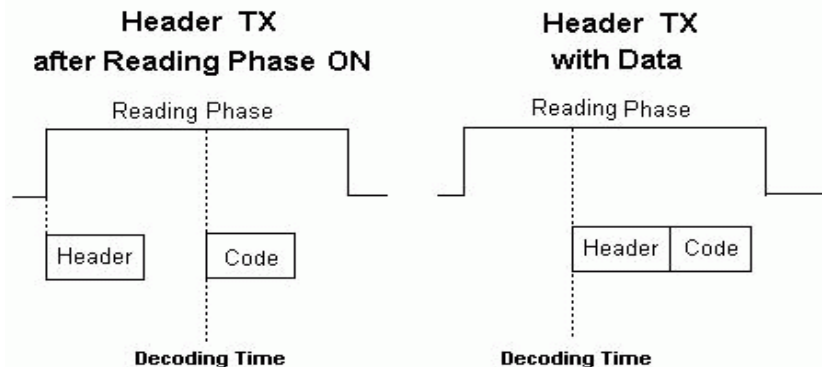 Header TX
after Reading Phase ON
Reading Phase
Header
Code
Decoding Time
Header TX
with Data
Reading Phase
Header
Code
Decoding Time